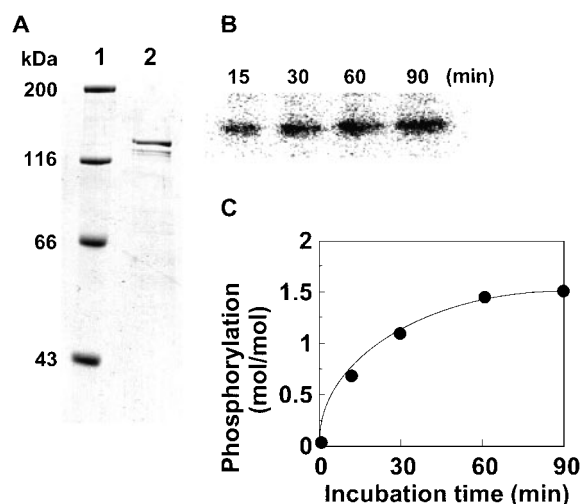 A
kDa 1 2
200
116
66
43
B
15 30 60 90 (min)
C
Phosphorylation
(mol/mol)
2
1.5
1
0.5
0
0 30 60 90
Incubation time (min)